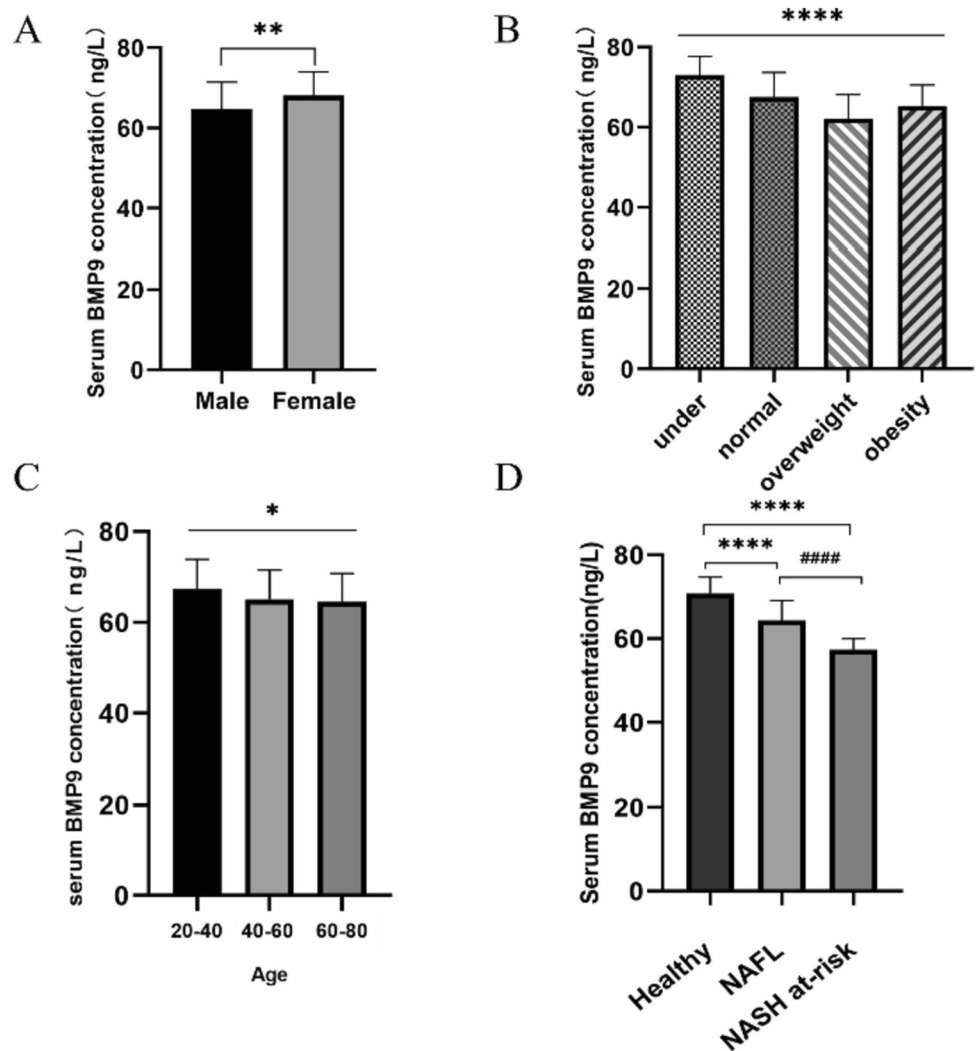 A
Serum BMP9 concentration( ng/L)
**
80
60
40
20
0
Male Female
B
Serum BMP9 concentration( ng/L)
****
80
60
40
20
0
under normal overweight obesity
C
serum BMP9 concentration( ng/L)
*
80
60
40
20
0
20-40 40-60 60-80
Age
D
Serum BMP9 concentration(ng/L)
****
**** ####
80
60
40
20
0
Healthy NAFL NASH at-risk